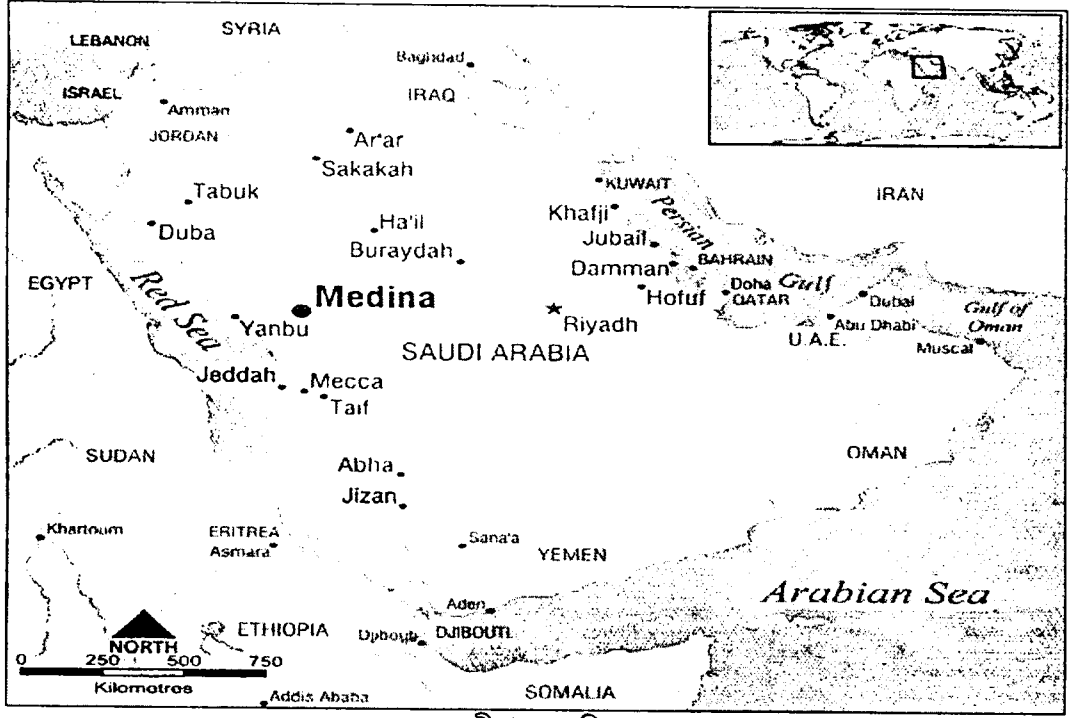 SYRIA
LEBANON
Baghdad
ISRAEL
IRAQ
Amman
JORDAN
Ar'ar
Sakakah
KUWAIT
IRAN
Tabuk
Khafji
Persian
Duba
Ha'il
Jubail
Buraydah
BAHRAIN
Damman
EGYPT
Red Sea
Doha
Gulf
Medina
Hofuf
QATAR
Dubai
Gulf of
Oman
Yanbu
Riyadh
Abu Dhabi
U.A.E.
Muscat
SAUDI ARABIA
Jeddah
Mecca
Taif
SUDAN
OMAN
Abha
Jizan
Khartoum
ERITREA
Asmara
Sana'a
YEMEN
Arabian Sea
Aden
ETHIOPIA
Djibouti
DJIBOUTI
NORTH
0 250 500 750
Kilometres
Addis Ababa
SOMALIA